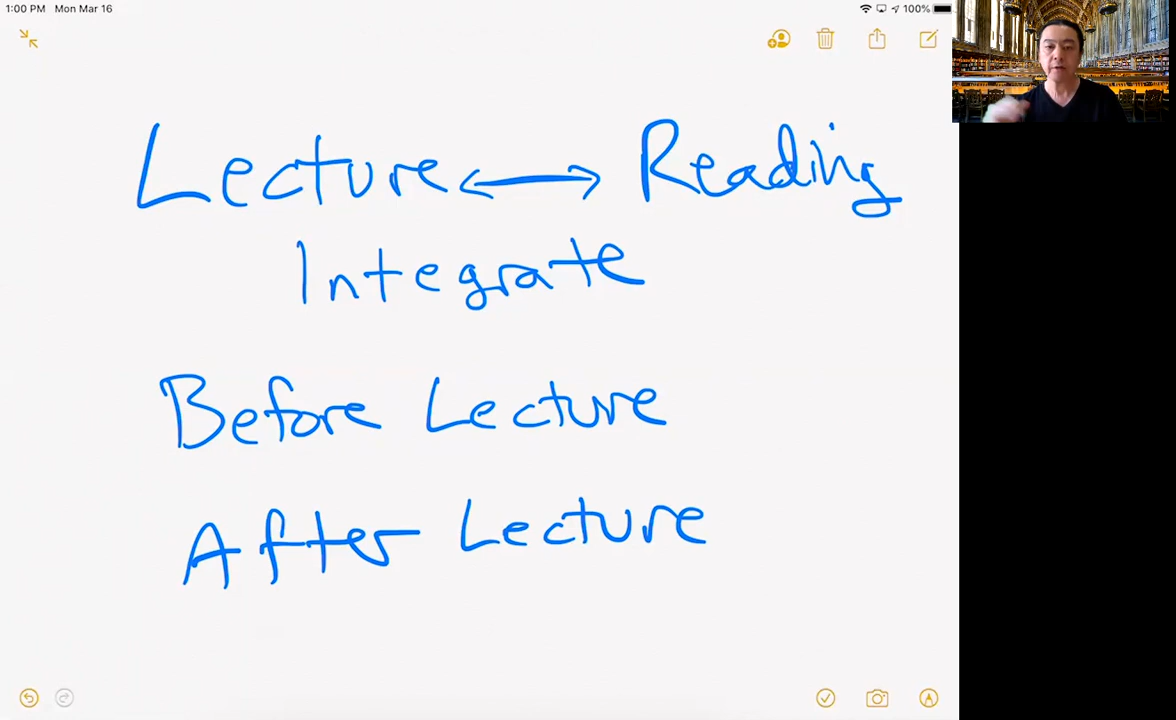 1:00 PM Mon Mar 16 100%
Lecture ↔ Reading
Integrate
Before Lecture
After Lecture